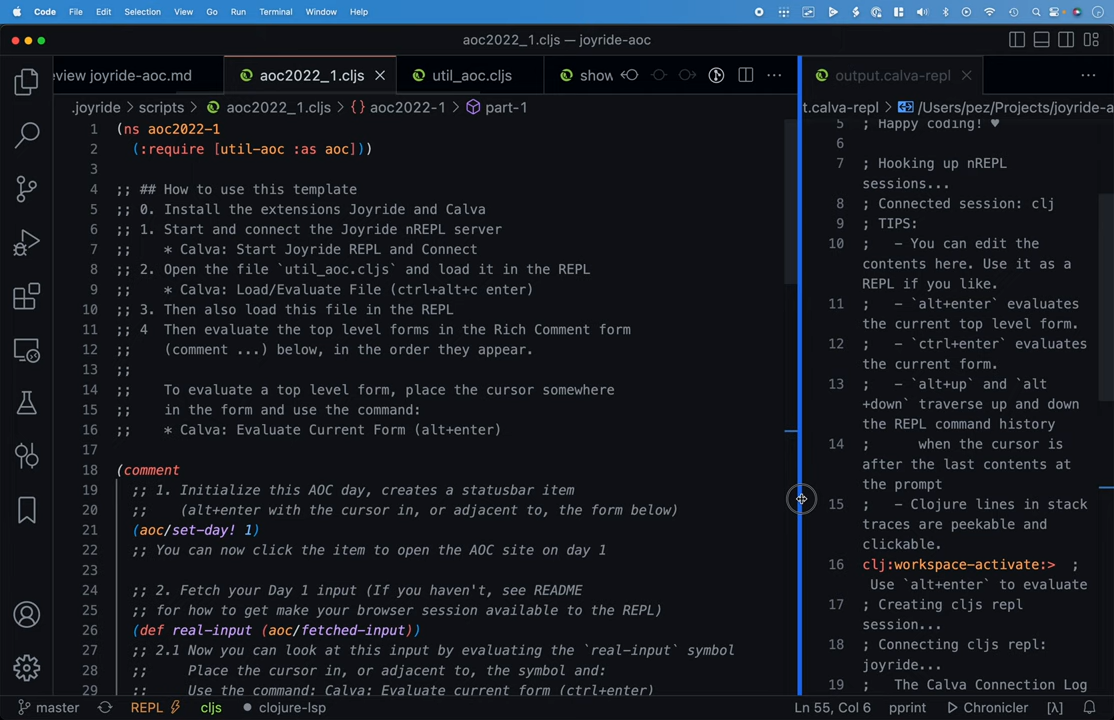 Code File Edit Selection View Go Run Terminal Window Help
aoc2022_1.cljs — joyride-aoc
eview joyride-aoc.md
aoc2022_1.cljs
util_aoc.cljs
show
.joyride > scripts > aoc2022_1.cljs > {} aoc2022-1 > part-1
1 (ns aoc2022-1
2 (:require [util-aoc :as aoc]))
3
4 ;; ## How to use this template
5 ;; 0. Install the extensions Joyride and Calva
6 ;; 1. Start and connect the Joyride nREPL server
7 ;; * Calva: Start Joyride REPL and Connect
8 ;; 2. Open the file `util_aoc.cljs` and load it in the REPL
9 ;; * Calva: Load/Evaluate File (ctrl+alt+c enter)
10 ;; 3. Then also load this file in the REPL
11 ;; 4 Then evaluate the top level forms in the Rich Comment form
12 ;; (comment ...) below, in the order they appear.
13 ;;
14 ;; To evaluate a top level form, place the cursor somewhere
15 ;; in the form and use the command:
16 ;; * Calva: Evaluate Current Form (alt+enter)
17
18 (comment
19 ;; 1. Initialize this AOC day, creates a statusbar item
20 ;; (alt+enter with the cursor in, or adjacent to, the form below)
21 (aoc/set-day! 1)
22 ;; You can now click the item to open the AOC site on day 1
23
24 ;; 2. Fetch your Day 1 input (If you haven't, see README
25 ;; for how to get make your browser session available to the REPL)
26 (def real-input (aoc/fetched-input))
27 ;; 2.1 Now you can look at this input by evaluating the `real-input` symbol
28 ;; Place the cursor in, or adjacent to, the symbol and:
29 ;; Use the command: Calva: Evaluate current form (ctrl+enter)
output.calva-repl
t.calva-repl > /Users/pez/Projects/joyride-a
5 ; Happy coding! ♥
6
7 ; Hooking up nREPL
sessions...
8 ; Connected session: clj
9 ; TIPS:
10 ; - You can edit the
contents here. Use it as a
REPL if you like.
11 ; - `alt+enter` evaluates
the current top level form.
12 ; - `ctrl+enter` evaluates
the current form.
13 ; - `alt+up` and `alt
+down` traverse up and down
the REPL command history
14 ; when the cursor is
after the last contents at
the prompt
15 ; - Clojure lines in stack
traces are peekable and
clickable.
16 clj:workspace-activate:> ;
Use `alt+enter` to evaluate
17 ; Creating cljs repl
session...
18 ; Connecting cljs repl:
joyride...
19 ; The Calva Connection Log
master REPL cljs clojure-lsp Ln 55, Col 6 pprint Chronicler [λ]